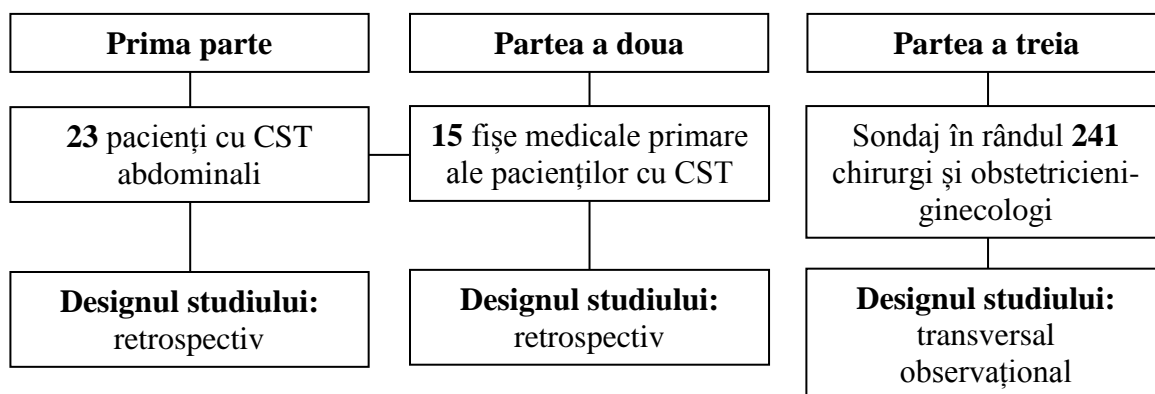 Prima parte
23 pacienți cu CST
abdominali
Designul studiului:
retrospectiv
Partea a doua
15 fișe medicale primare
ale pacienților cu CST
Designul studiului:
retrospectiv
Partea a treia
Sondaj în rândul 241
chirurgi și obstetricieni-
ginecologi
Designul studiului:
transversal
observațional